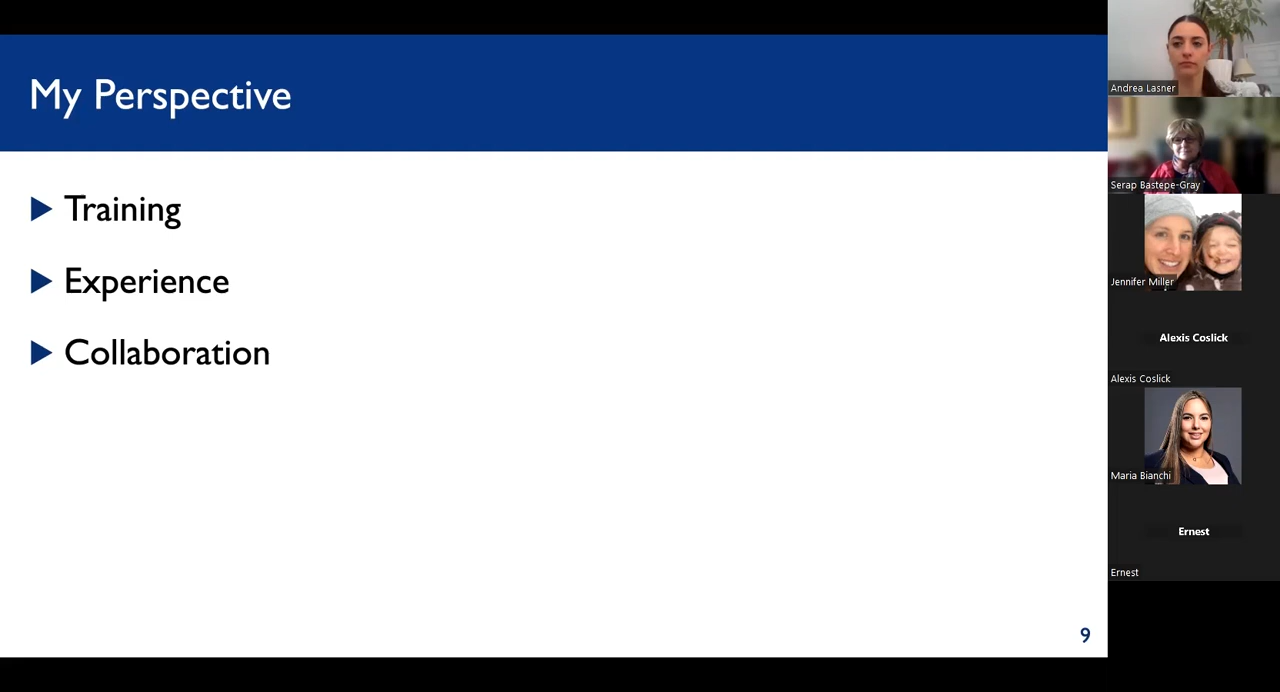 My Perspective
Training
Experience
Collaboration
9
Andrea Lasner
Serap Bastepe-Gray
Jennifer Miller
Alexis Coslick
Alexis Coslick
Maria Bianchi
Ernest
Ernest